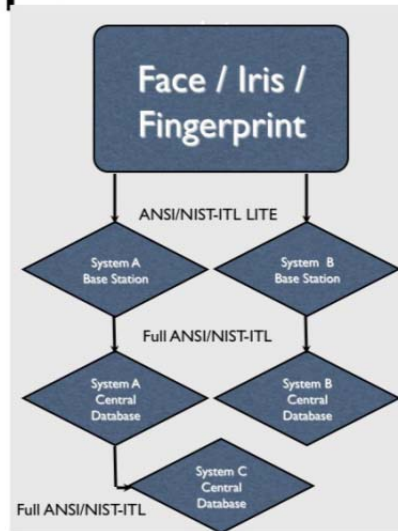 Face / Iris /
Fingerprint
ANSI/NIST-ITL LITE
System A
Base Station
System B
Base Station
Full ANSI/NIST-ITL
System A
Central
Database
System B
Central
Database
System C
Central
Database
Full ANSI/NIST-ITL